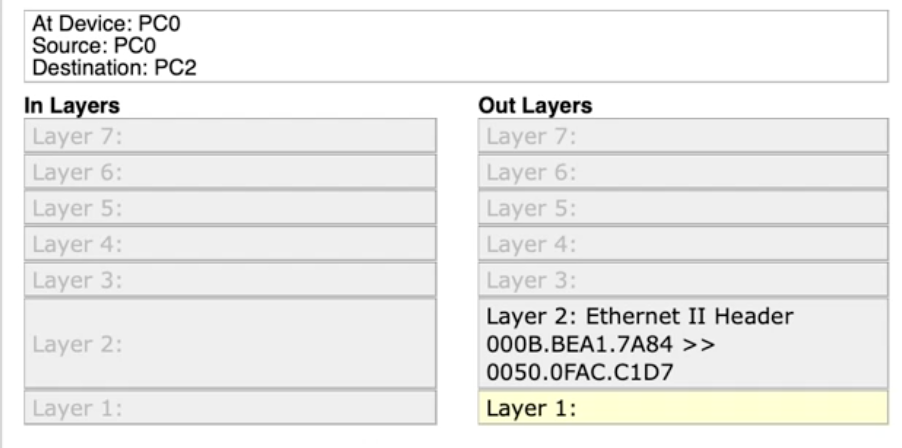 At Device: PC0
Source: PC0
Destination: PC2
In Layers
Layer 7:
Layer 6:
Layer 5:
Layer 4:
Layer 3:
Layer 2:
Layer 1:
Out Layers
Layer 7:
Layer 6:
Layer 5:
Layer 4:
Layer 3:
Layer 2: Ethernet II Header
000B.BEA1.7A84 >>
0050.0FAC.C1D7
Layer 1: